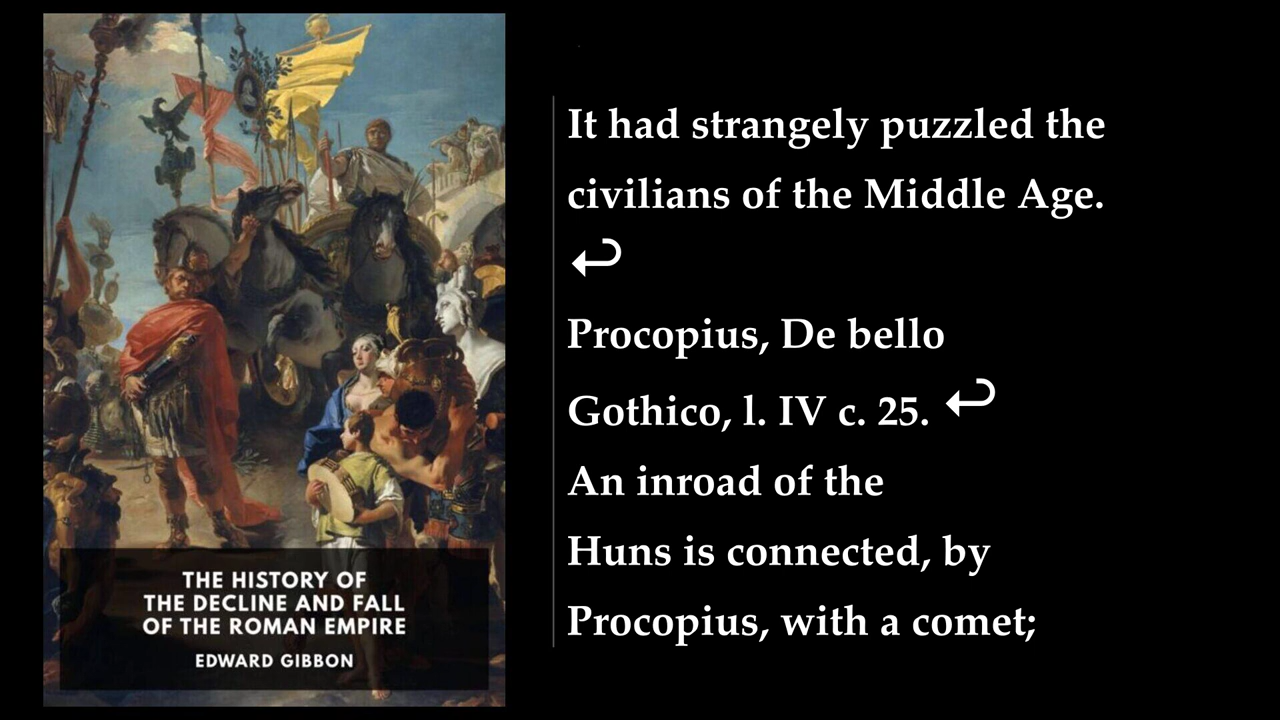 THE HISTORY OF
THE DECLINE AND FALL
OF THE ROMAN EMPIRE
EDWARD GIBBON
It had strangely puzzled the
civilians of the Middle Age.
↩
Procopius, De bello
Gothico, l. IV c. 25. ↩
An inroad of the
Huns is connected, by
Procopius, with a comet;